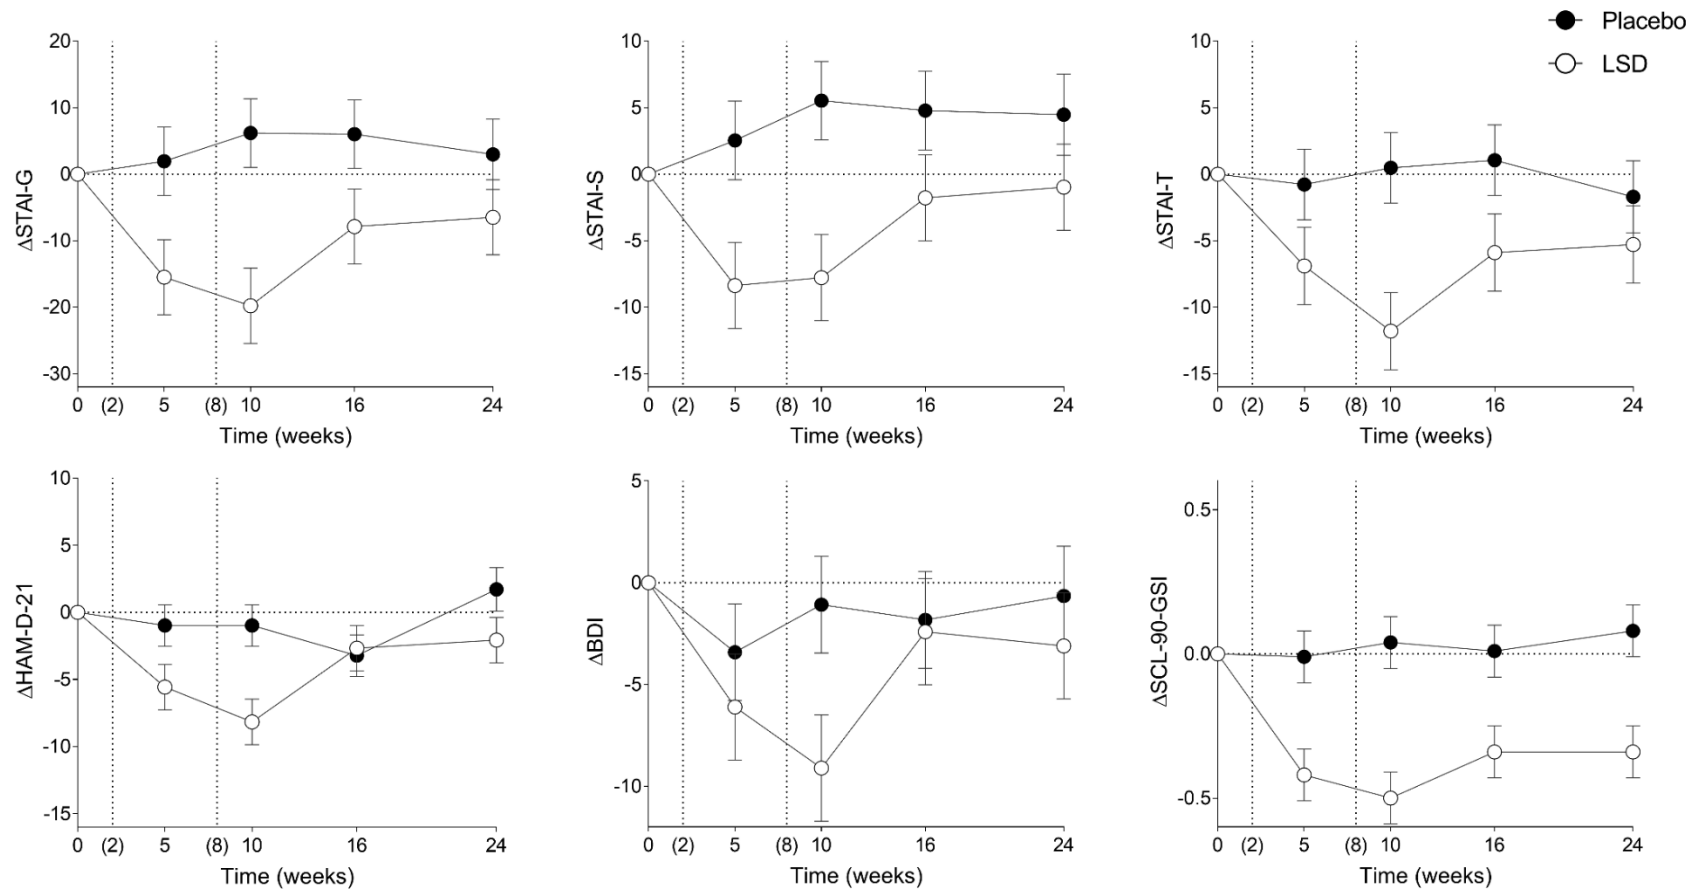 Placebo
LSD
20
10
0
-10
-20
-30
ΔSTAI-G
0 (2) 5 (8) 10 16 24
Time (weeks)
10
5
0
-5
-10
-15
ΔSTAI-S
0 (2) 5 (8) 10 16 24
Time (weeks)
10
5
0
-5
-10
-15
ΔSTAI-T
0 (2) 5 (8) 10 16 24
Time (weeks)
10
5
0
-5
-10
-15
ΔHAM-D-21
0 (2) 5 (8) 10 16 24
Time (weeks)
5
0
-5
-10
ΔBDI
0 (2) 5 (8) 10 16 24
Time (weeks)
0.5
0.0
-0.5
ΔSCL-90-GSI
0 (2) 5 (8) 10 16 24
Time (weeks)